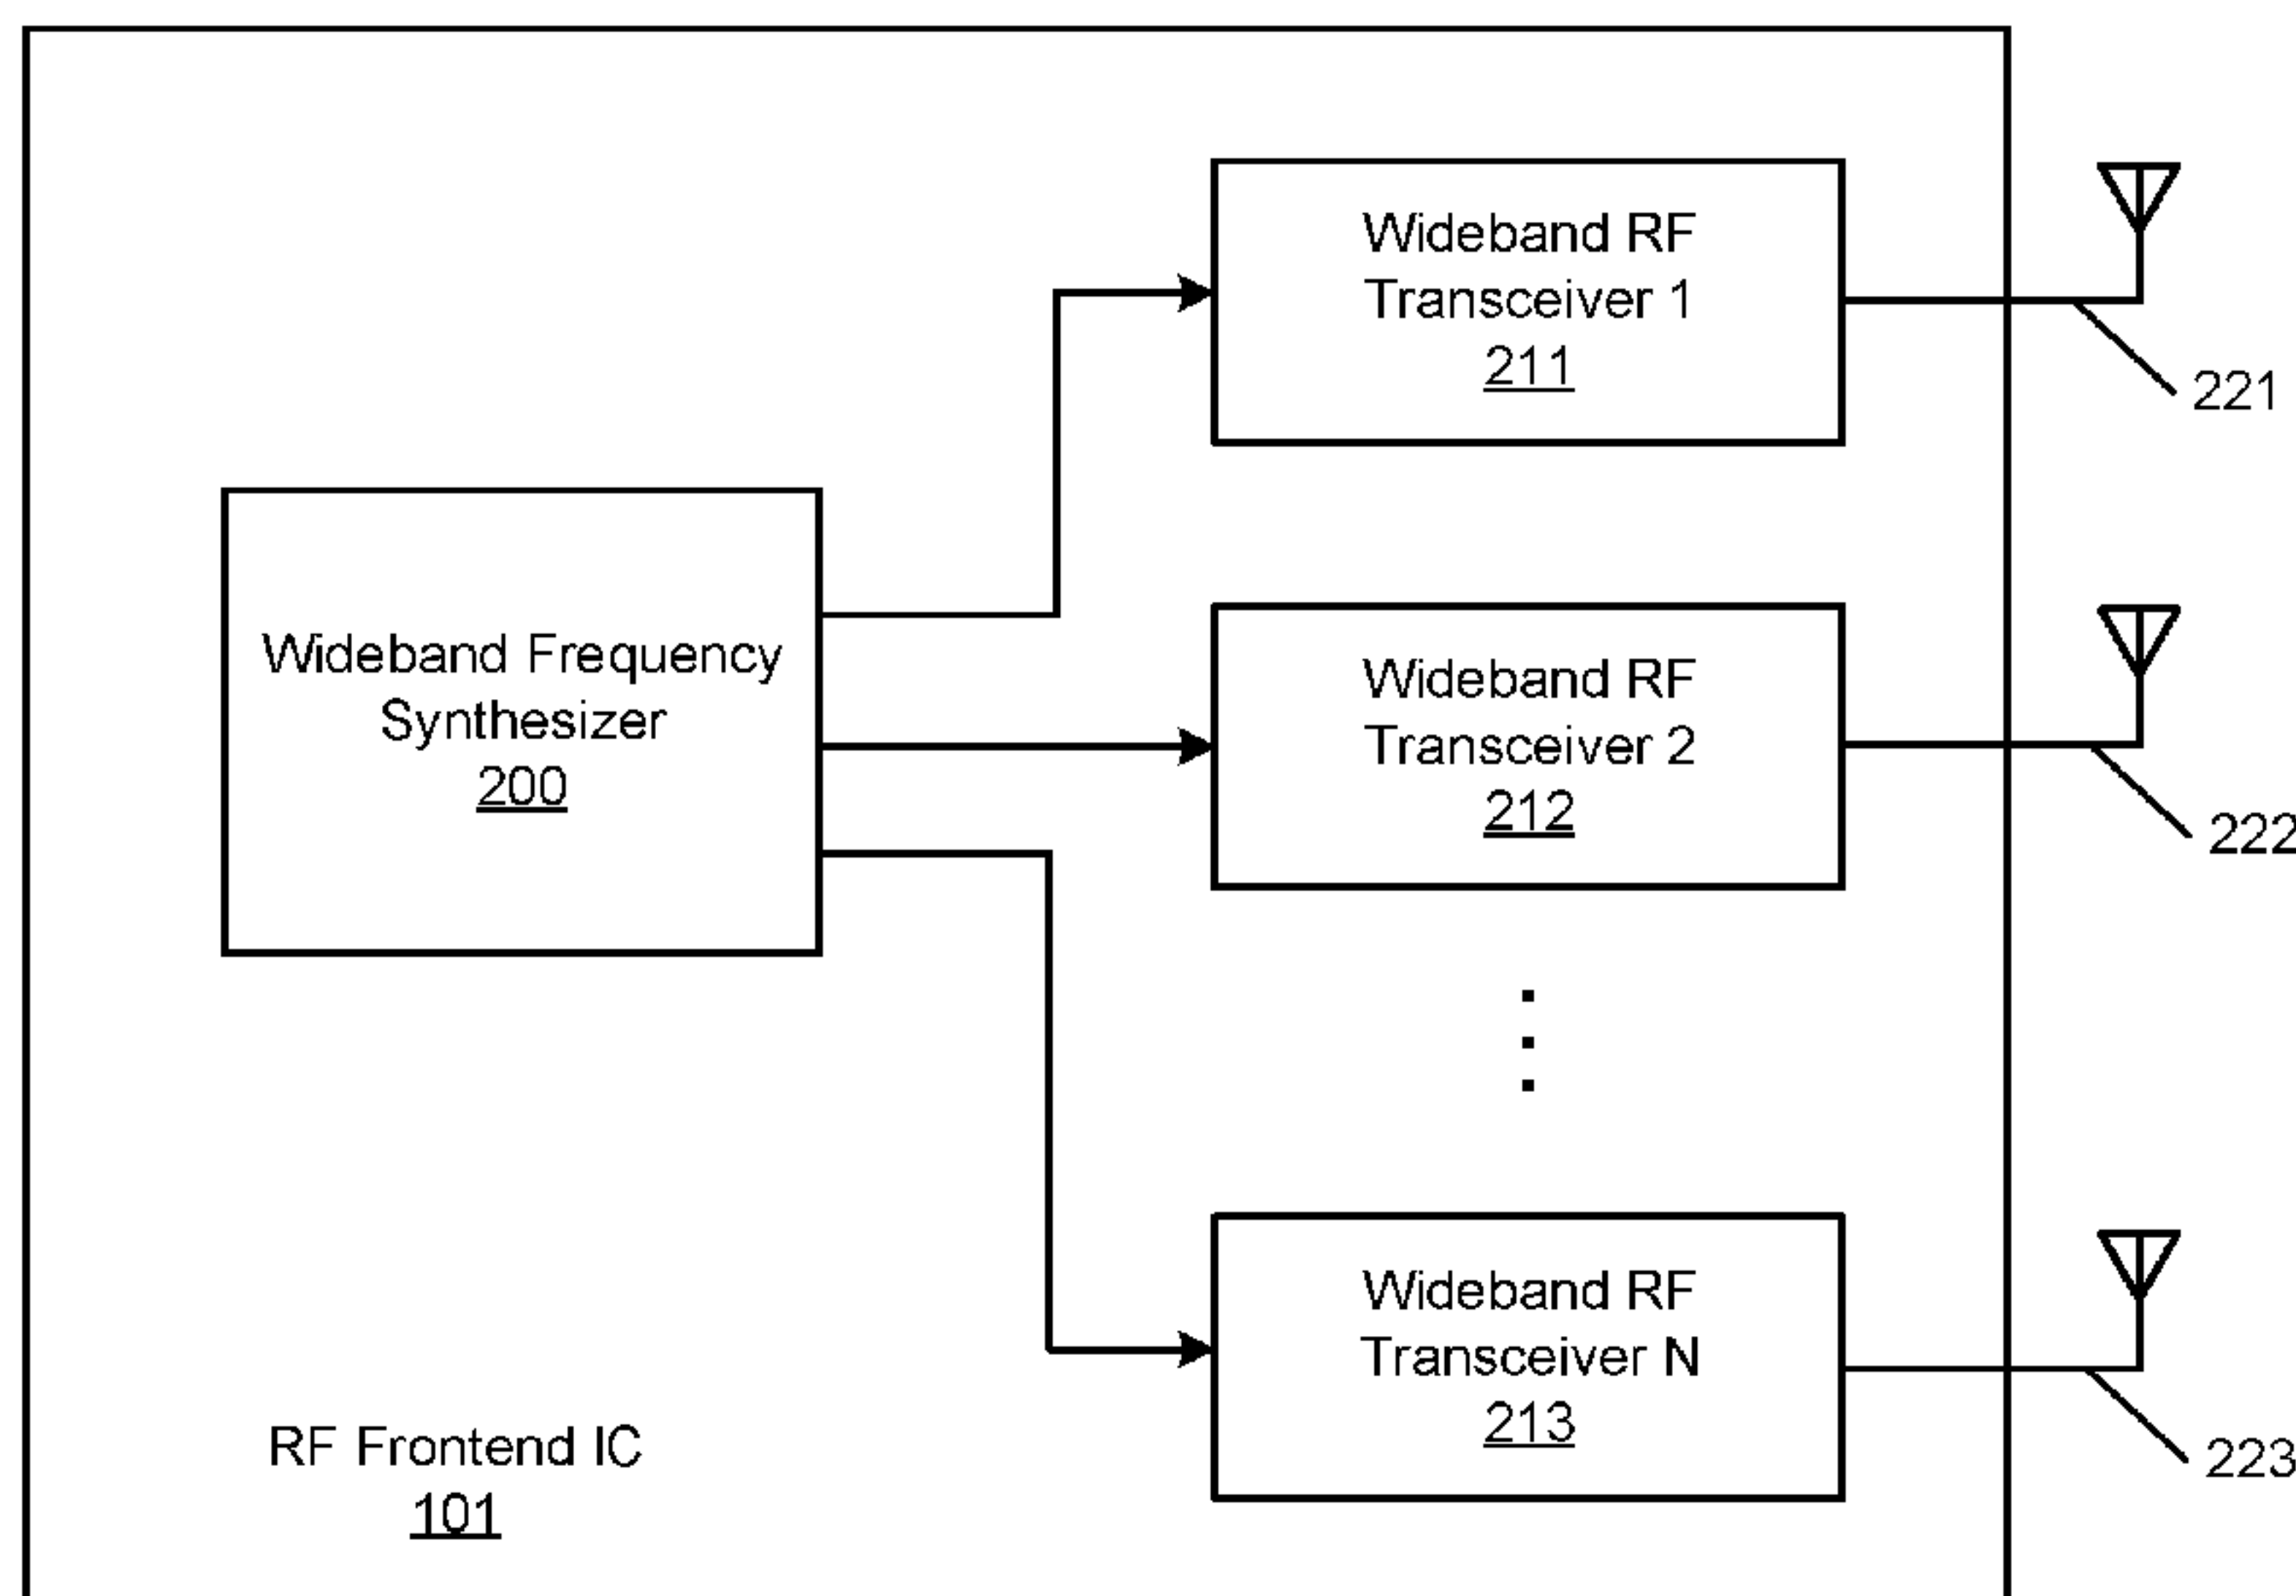 Wideband RF
Transceiver 1
211
221
Wideband Frequency
Synthesizer
200
Wideband RF
Transceiver 2
212
222
Wideband RF
Transceiver N
213
223
RF Frontend IC
101